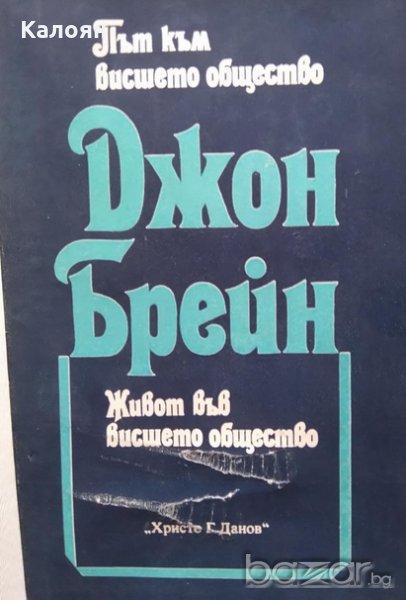 Калоян
Път към
висшето общество
Джон
Брейн
Живот във
висшето общество
„Христо Г. Данов“
bazar.bg